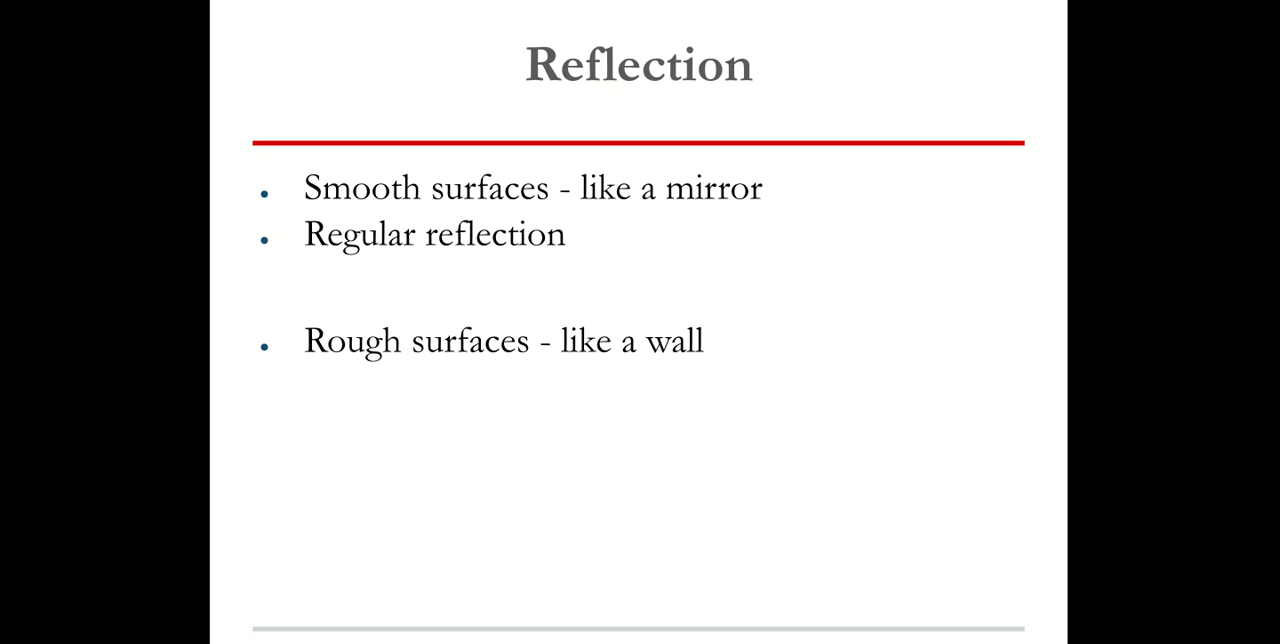 Reflection
• Smooth surfaces - like a mirror
• Regular reflection
• Rough surfaces - like a wall